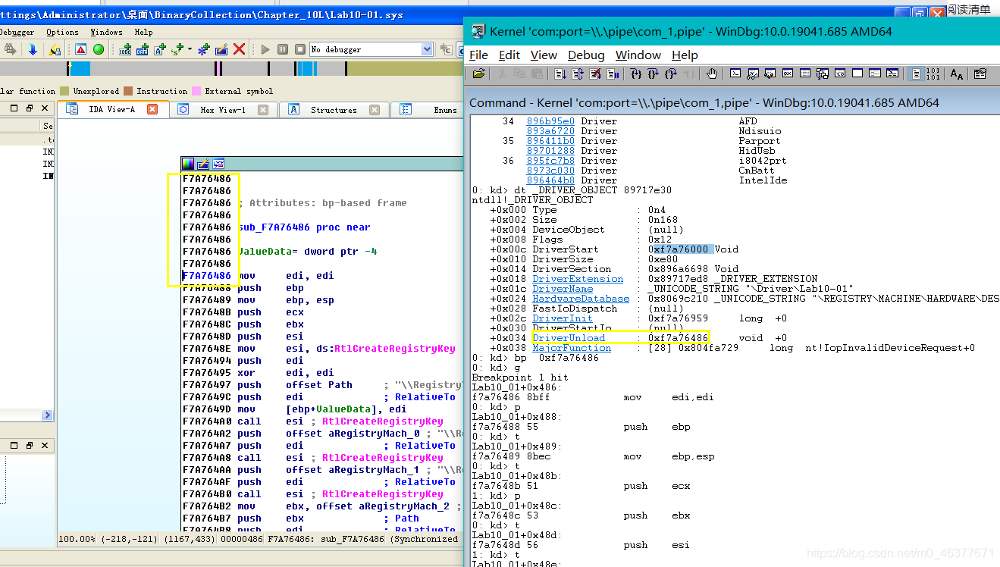 ttings\Administrator\桌面\BinaryCollection\Chapter_10L\Lab10-01.sys
阅读清单
Debugger Options Windows Help
No debugger
lar function Unexplored Instruction External symbol
IDA View-A
Hex View-1
Structures
Enums
Se
.t
IN
IN
IN
F7A76486
F7A76486
F7A76486 ; Attributes: bp-based frame
F7A76486
F7A76486 sub_F7A76486 proc near
F7A76486
F7A76486 ValueData= dword ptr -4
F7A76486
F7A76486 mov edi, edi
F7A76488 push ebp
F7A76489 mov ebp, esp
F7A7648B push ecx
F7A7648C push ebx
F7A7648D push esi
F7A7648E mov esi, ds:RtlCreateRegistryKey
F7A76494 push edi
F7A76495 xor edi, edi
F7A76497 push offset Path ; "\\Registry
F7A7649C push edi ; RelativeTo
F7A7649D mov [ebp+ValueData], edi
F7A764A0 call esi ; RtlCreateRegistryKey
F7A764A2 push offset aRegistryMach_0 ; "\\R
F7A764A7 push edi ; RelativeTo
F7A764A8 call esi ; RtlCreateRegistryKey
F7A764AA push offset aRegistryMach_1 ; "\\R
F7A764AF push edi ; RelativeTo
F7A764B0 call esi ; RtlCreateRegistryKey
F7A764B2 mov ebx, offset aRegistryMach_2 ;
F7A764B7 push ebx ; Path
F7A764B8 push edi ; RelativeTo
100.00% (-218,-121) (1167,433) 00000486 F7A76486: sub_F7A76486 (Synchronized
Kernel 'com:port=\\.\pipe\com_1,pipe' - WinDbg:10.0.19041.685 AMD64
File Edit View Debug Window Help
Command - Kernel 'com:port=\\.\pipe\com_1,pipe' - WinDbg:10.0.19041.685 AMD64
34 896b95e0 Driver AFD
893a6720 Driver Ndisuio
35 896411b0 Driver Parport
89701288 Driver HidUsb
36 895fc7b8 Driver i8042prt
8973c030 Driver CmBatt
896464b8 Driver IntelIde
0: kd> dt _DRIVER_OBJECT 89717e30
ntdll!_DRIVER_OBJECT
+0x000 Type : 0n4
+0x002 Size : 0n168
+0x004 DeviceObject : (null)
+0x008 Flags : 0x12
+0x00c DriverStart : 0xf7a76000 Void
+0x010 DriverSize : 0xe80
+0x014 DriverSection : 0x896a6698 Void
+0x018 DriverExtension : 0x89717ed8 _DRIVER_EXTENSION
+0x01c DriverName : _UNICODE_STRING "\Driver\Lab10-01"
+0x024 HardwareDatabase : 0x8069c210 _UNICODE_STRING "\REGISTRY\MACHINE\HARDWARE\DES
+0x028 FastIoDispatch : (null)
+0x02c DriverInit : 0xf7a76959 long +0
+0x030 DriverStartIo : (null)
+0x034 DriverUnload : 0xf7a76486 void +0
+0x038 MajorFunction : [28] 0x804fa729 long nt!IopInvalidDeviceRequest+0
0: kd> bp 0xf7a76486
0: kd> g
Breakpoint 1 hit
Lab10_01+0x486:
f7a76486 8bff mov edi,edi
0: kd> p
Lab10_01+0x488:
f7a76488 55 push ebp
0: kd> t
Lab10_01+0x489:
f7a76489 8bec mov ebp,esp
0: kd> t
Lab10_01+0x48b:
f7a7648b 51 push ecx
1: kd> p
Lab10_01+0x48c:
f7a7648c 53 push ebx
0: kd> t
Lab10_01+0x48d:
f7a7648d 56 push esi
1: kd> t
Lab10_01+0x48e:
https://blog.csdn.net/m0_46377671